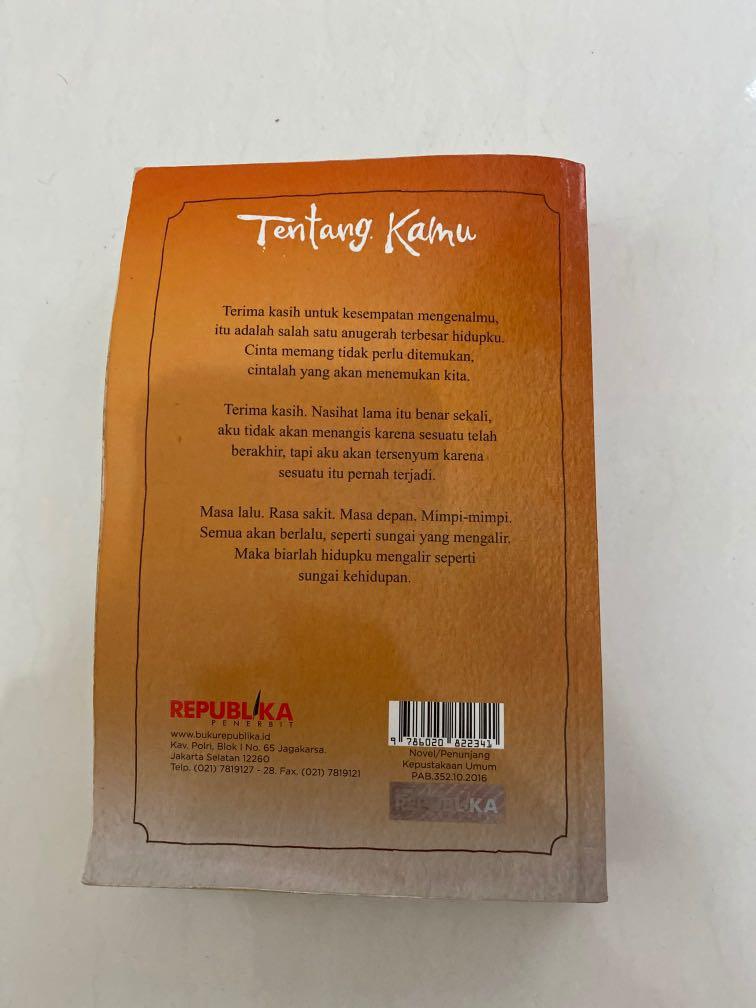 Tentang Kamu
Terima kasih untuk kesempatan mengenalmu,
itu adalah salah satu anugerah terbesar hidupku.
Cinta memang tidak perlu ditemukan,
cintalah yang akan menemukan kita.
Terima kasih. Nasihat lama itu benar sekali,
aku tidak akan menangis karena sesuatu telah
berakhir, tapi aku akan tersenyum karena
sesuatu itu pernah terjadi.
Masa lalu. Rasa sakit. Masa depan. Mimpi-mimpi.
Semua akan berlalu, seperti sungai yang mengalir.
Maka biarlah hidupku mengalir seperti
sungai kehidupan.
REPUBLIKA
PENERBIT
www.bukurepublika.id
Kav. Polri, Blok I No. 65 Jagakarsa.
Jakarta Selatan 12260
Telp. (021) 7819127 - 28. Fax. (021) 7819121
9 786020 822341
Novel/Penunjang
Kepustakaan Umum
PAB.352.10.2016
REPUBLIKA